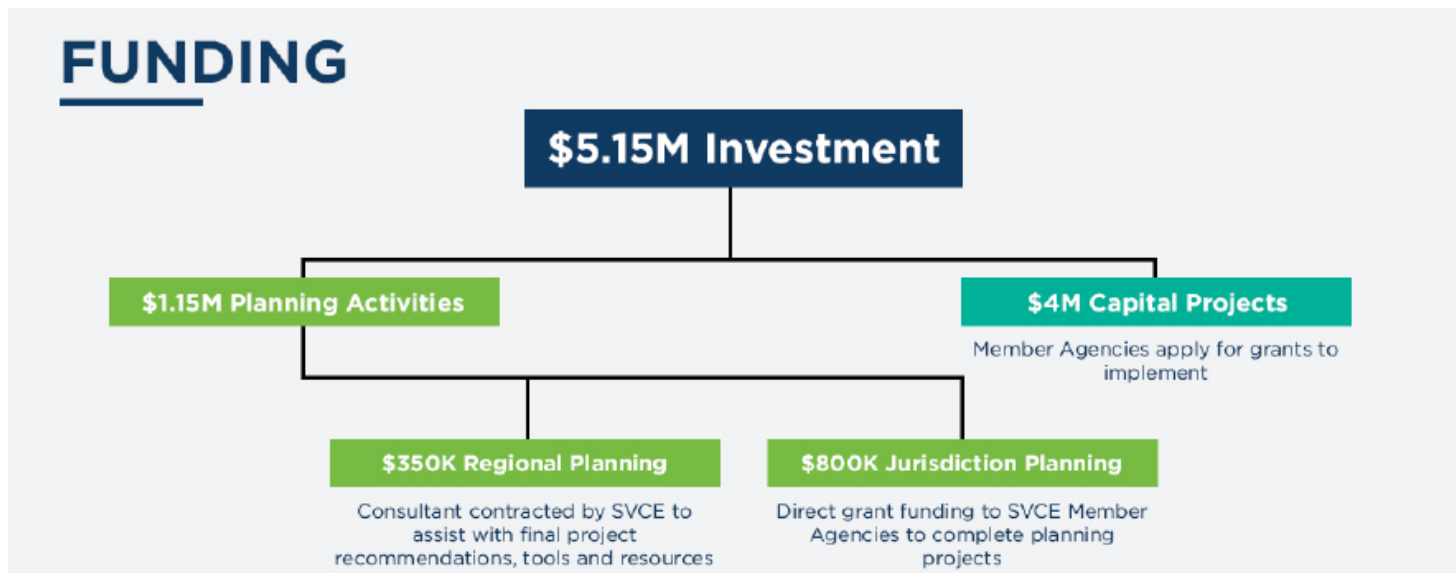 FUNDING
$5.15M Investment
$1.15M Planning Activities
$4M Capital Projects
Member Agencies apply for grants to
implement
$350K Regional Planning
Consultant contracted by SVCE to
assist with final project
recommendations, tools and resources
$800K Jurisdiction Planning
Direct grant funding to SVCE Member
Agencies to complete planning
projects